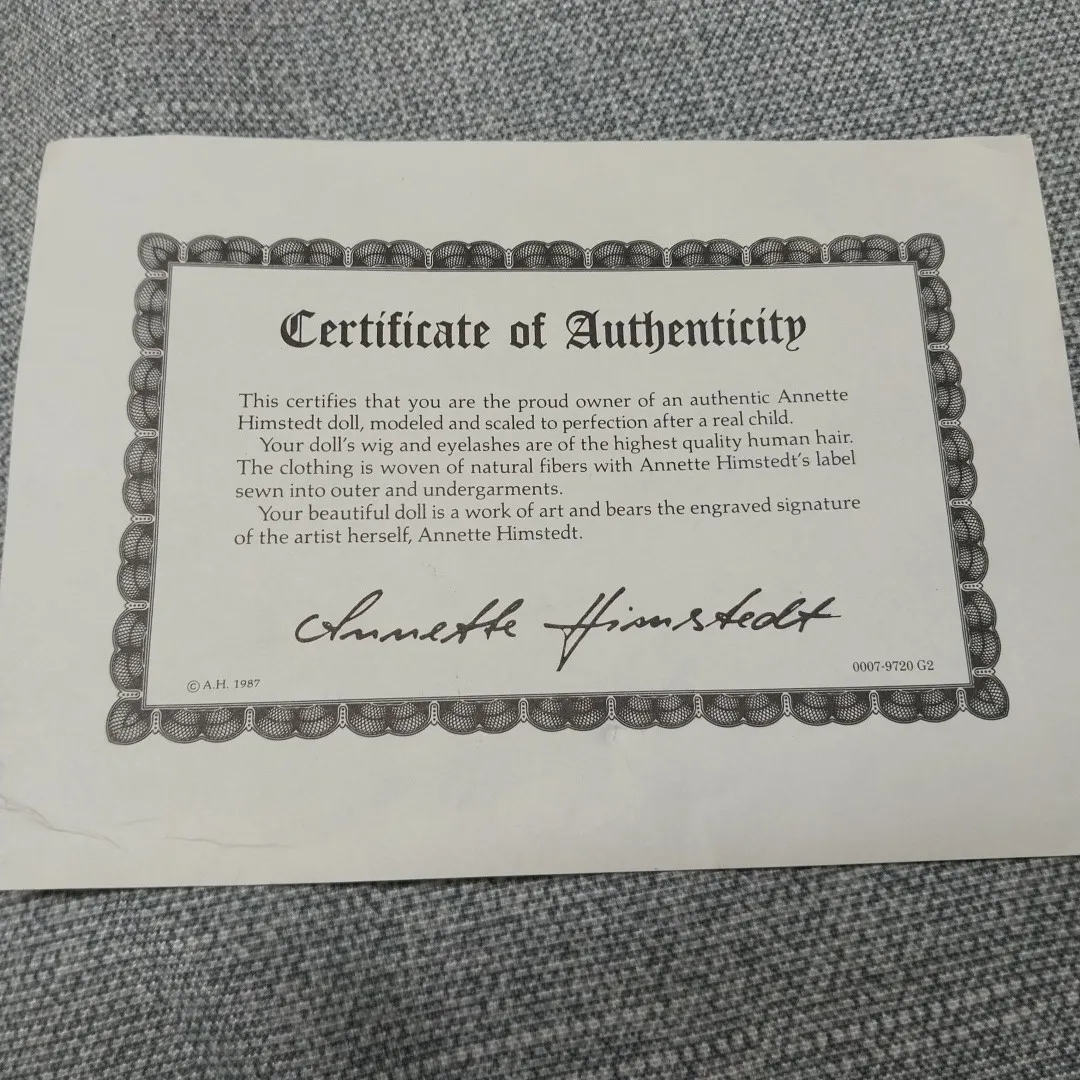 Certificate of Authenticity
This certifies that you are the proud owner of an authentic Annette
Himstedt doll, modeled and scaled to perfection after a real child.
Your doll's wig and eyelashes are of the highest quality human hair.
The clothing is woven of natural fibers with Annette Himstedt's label
sewn into outer and undergarments.
Your beautiful doll is a work of art and bears the engraved signature
of the artist herself, Annette Himstedt.
Annette Himstedt
0007-9720 G2
© A.H. 1987